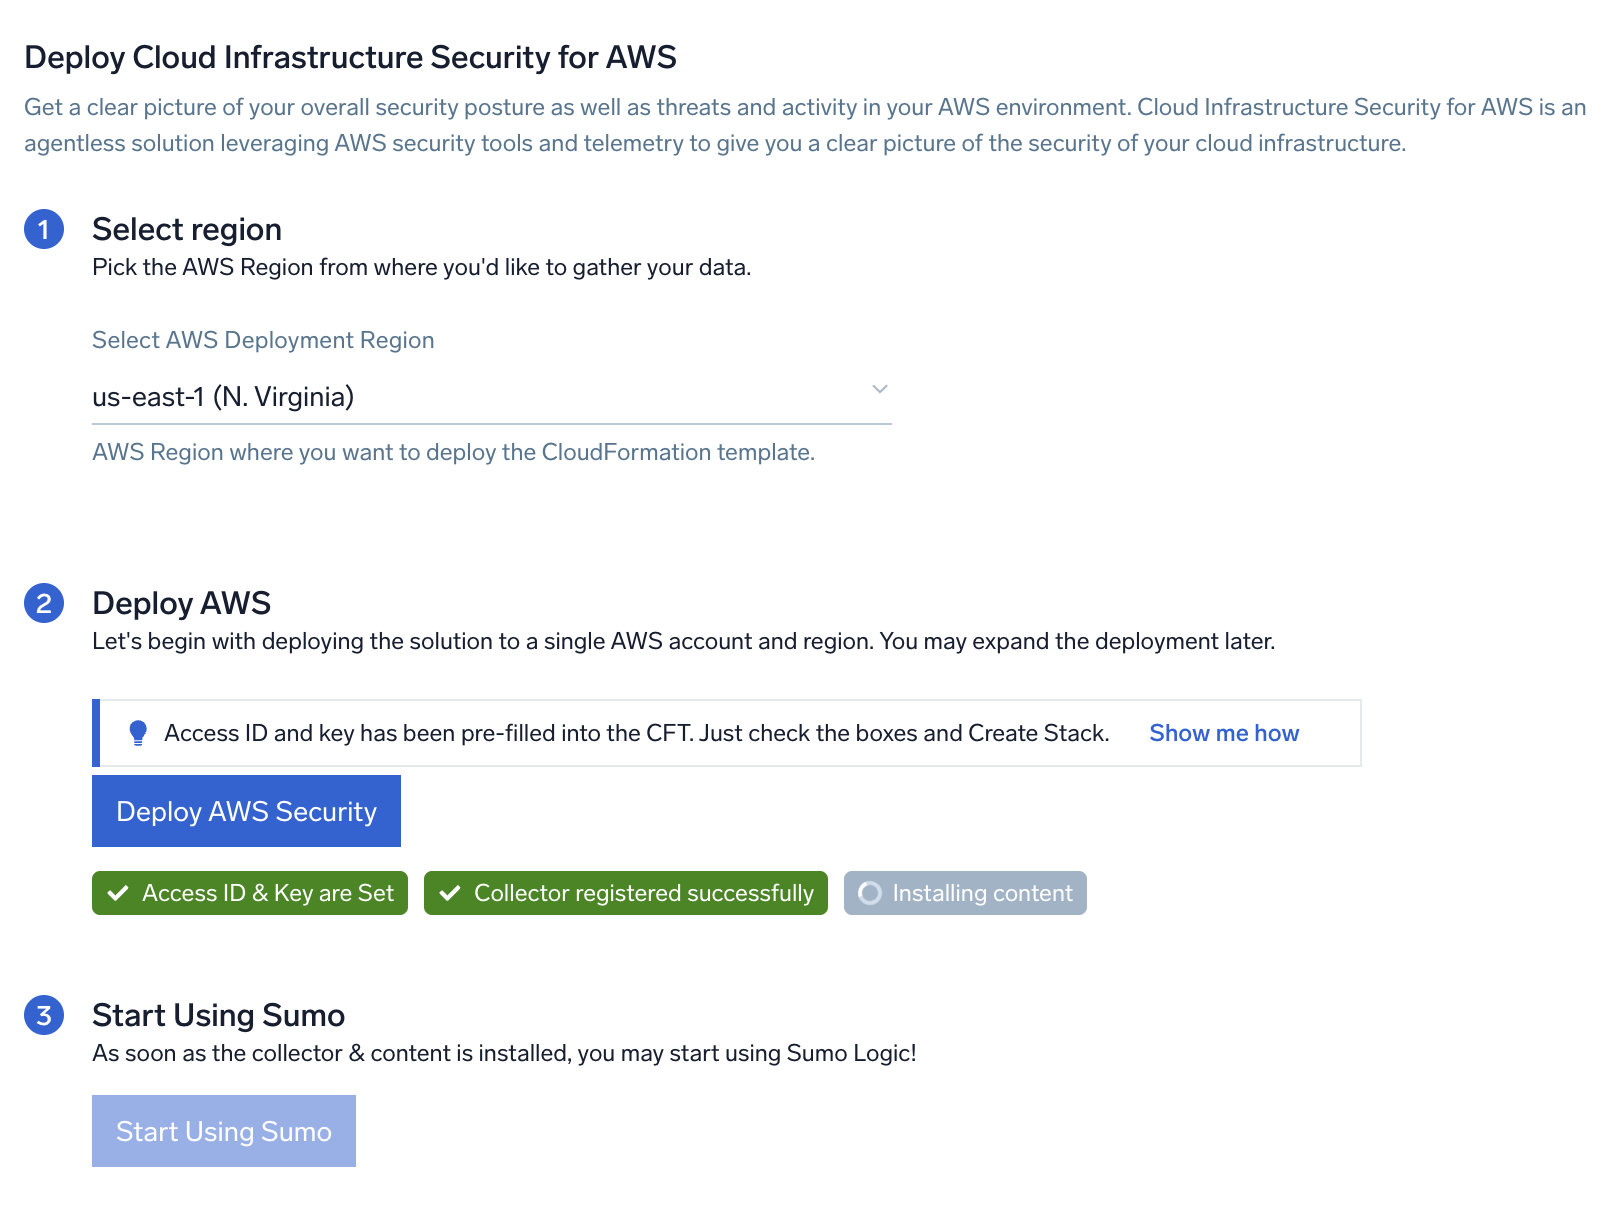 Deploy Cloud Infrastructure Security for AWS
Get a clear picture of your overall security posture as well as threats and activity in your AWS environment. Cloud Infrastructure Security for AWS is an
agentless solution leveraging AWS security tools and telemetry to give you a clear picture of the security of your cloud infrastructure.
1 Select region
Pick the AWS Region from where you'd like to gather your data.
Select AWS Deployment Region
us-east-1 (N. Virginia)
AWS Region where you want to deploy the CloudFormation template.
2 Deploy AWS
Let's begin with deploying the solution to a single AWS account and region. You may expand the deployment later.
Access ID and key has been pre-filled into the CFT. Just check the boxes and Create Stack. Show me how
Deploy AWS Security
Access ID & Key are Set Collector registered successfully Installing content
3 Start Using Sumo
As soon as the collector & content is installed, you may start using Sumo Logic!
Start Using Sumo